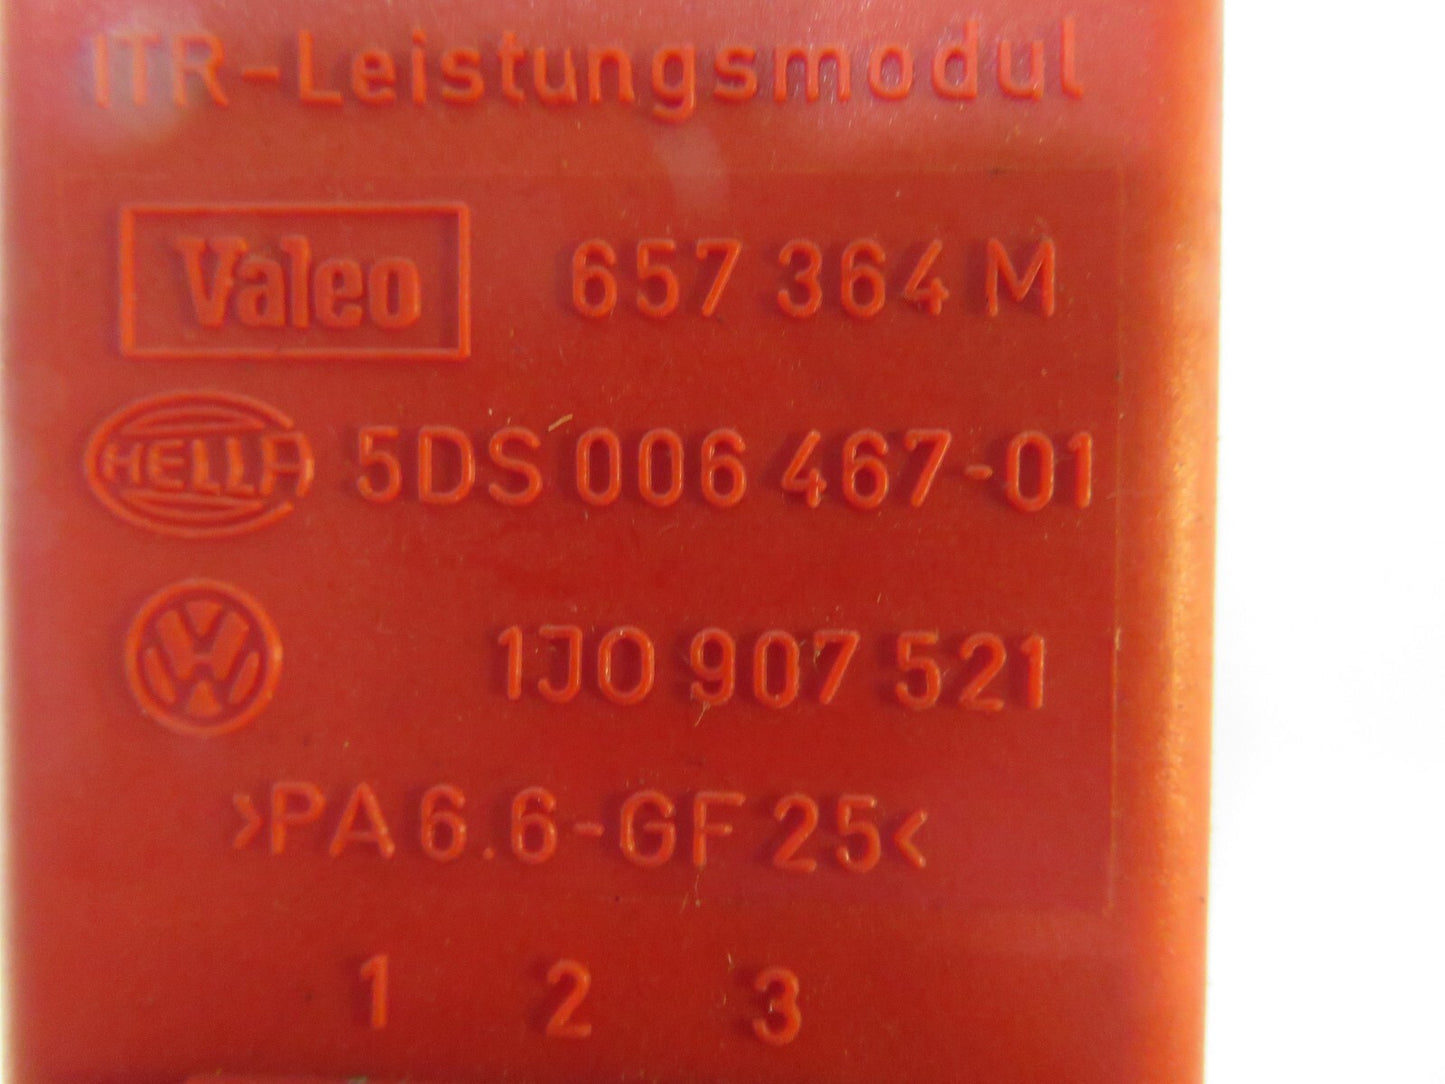 ITR-Leistungsmodul
Valeo 657 364 M
HELLA 5DS 006 467-01
VW 1J0 907 521
>PA 6.6-GF 25<
1 2 3